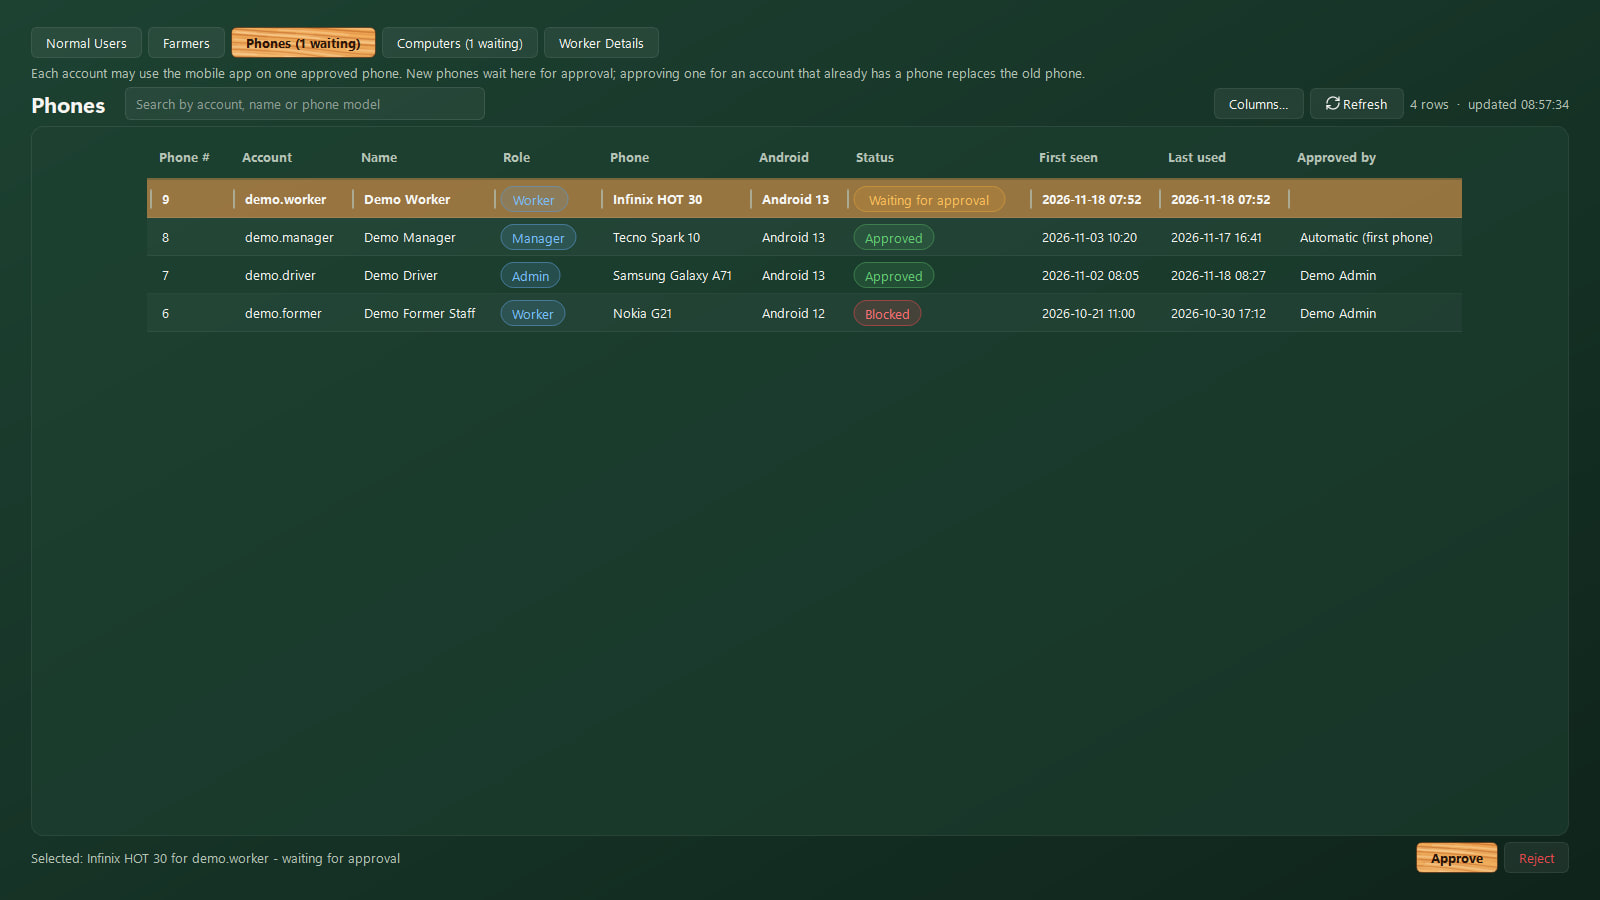 Normal Users Farmers Phones (1 waiting) Computers (1 waiting) Worker Details
Each account may use the mobile app on one approved phone. New phones wait here for approval; approving one for an account that already has a phone replaces the old phone.
Phones Search by account, name or phone model Columns... Refresh 4 rows · updated 08:57:34
Phone # Account Name Role Phone Android Status First seen Last used Approved by
9 demo.worker Demo Worker Worker Infinix HOT 30 Android 13 Waiting for approval 2026-11-18 07:52 2026-11-18 07:52
8 demo.manager Demo Manager Manager Tecno Spark 10 Android 13 Approved 2026-11-03 10:20 2026-11-17 16:41 Automatic (first phone)
7 demo.driver Demo Driver Admin Samsung Galaxy A71 Android 13 Approved 2026-11-02 08:05 2026-11-18 08:27 Demo Admin
6 demo.former Demo Former Staff Worker Nokia G21 Android 12 Blocked 2026-10-21 11:00 2026-10-30 17:12 Demo Admin
Selected: Infinix HOT 30 for demo.worker - waiting for approval Approve Reject